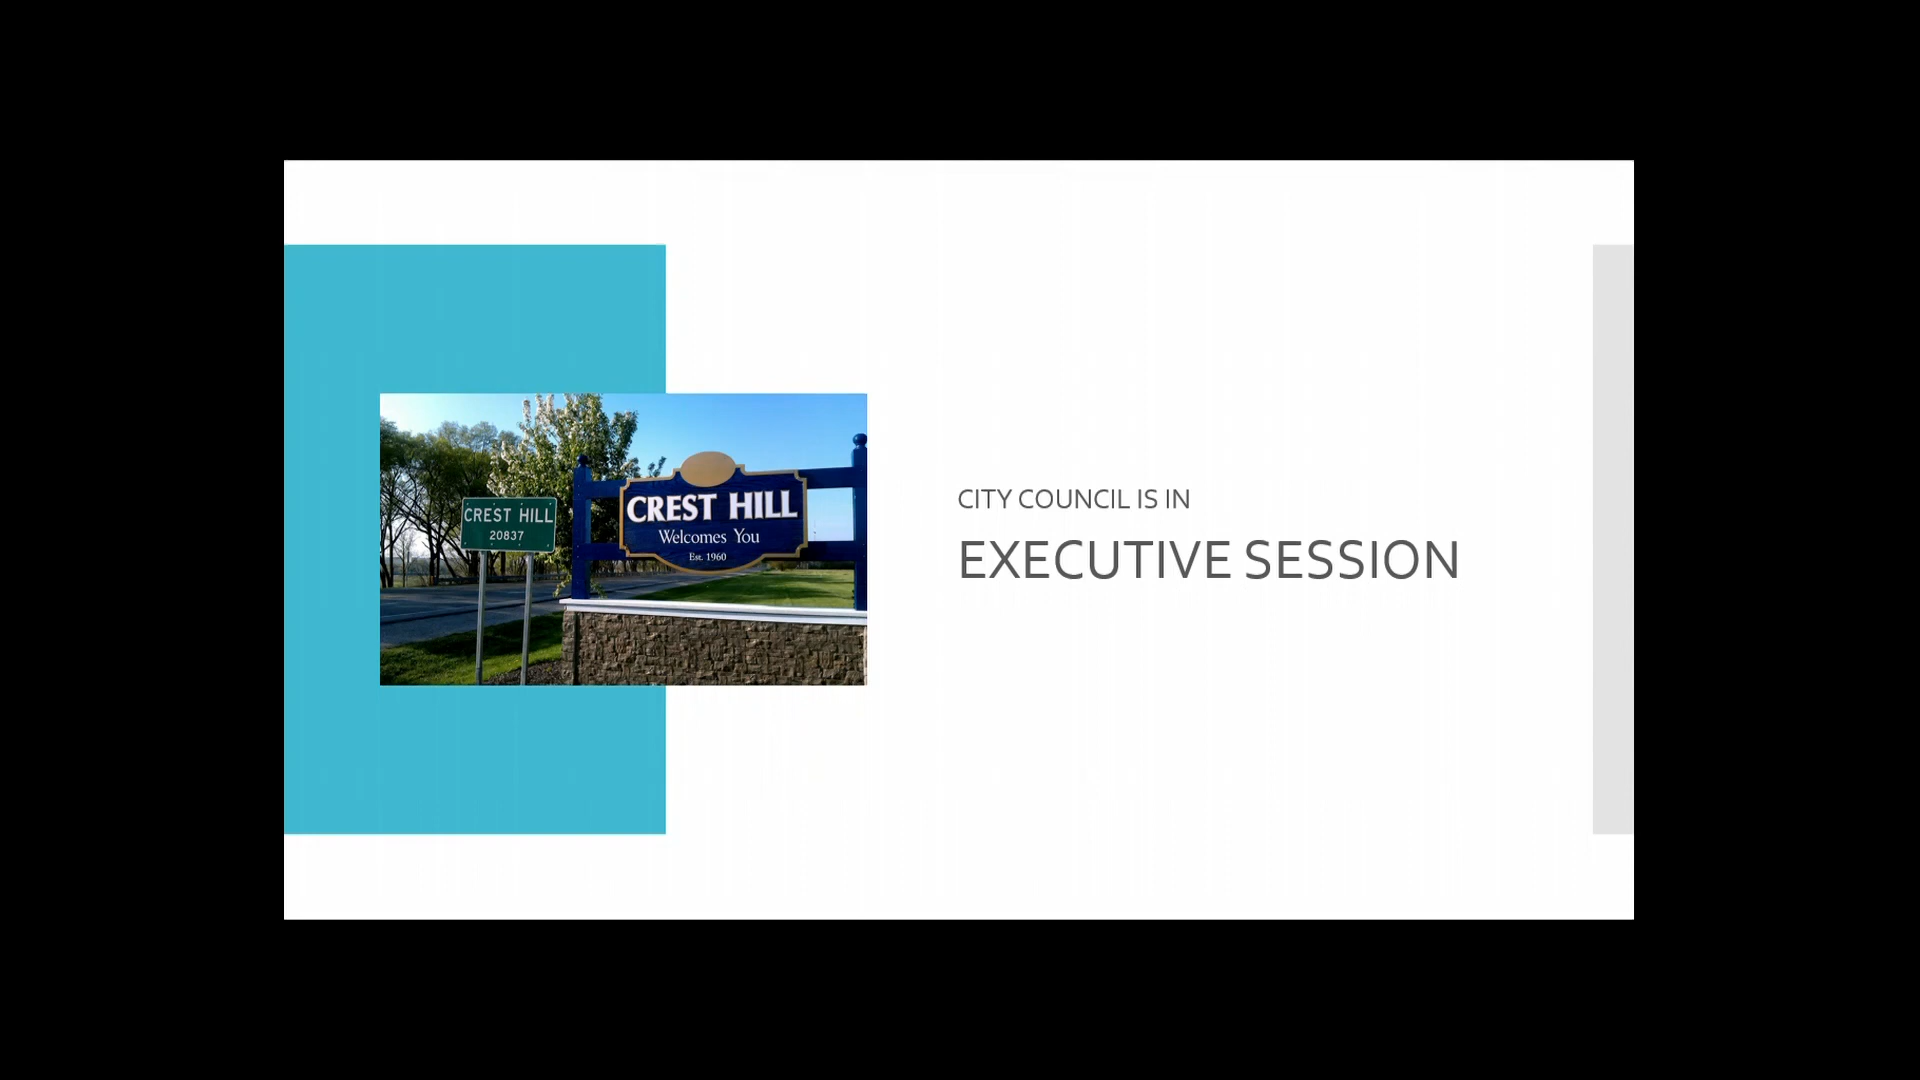 CREST HILL
20837
CREST HILL
Welcomes You
Est. 1960
CITY COUNCIL IS IN
EXECUTIVE SESSION